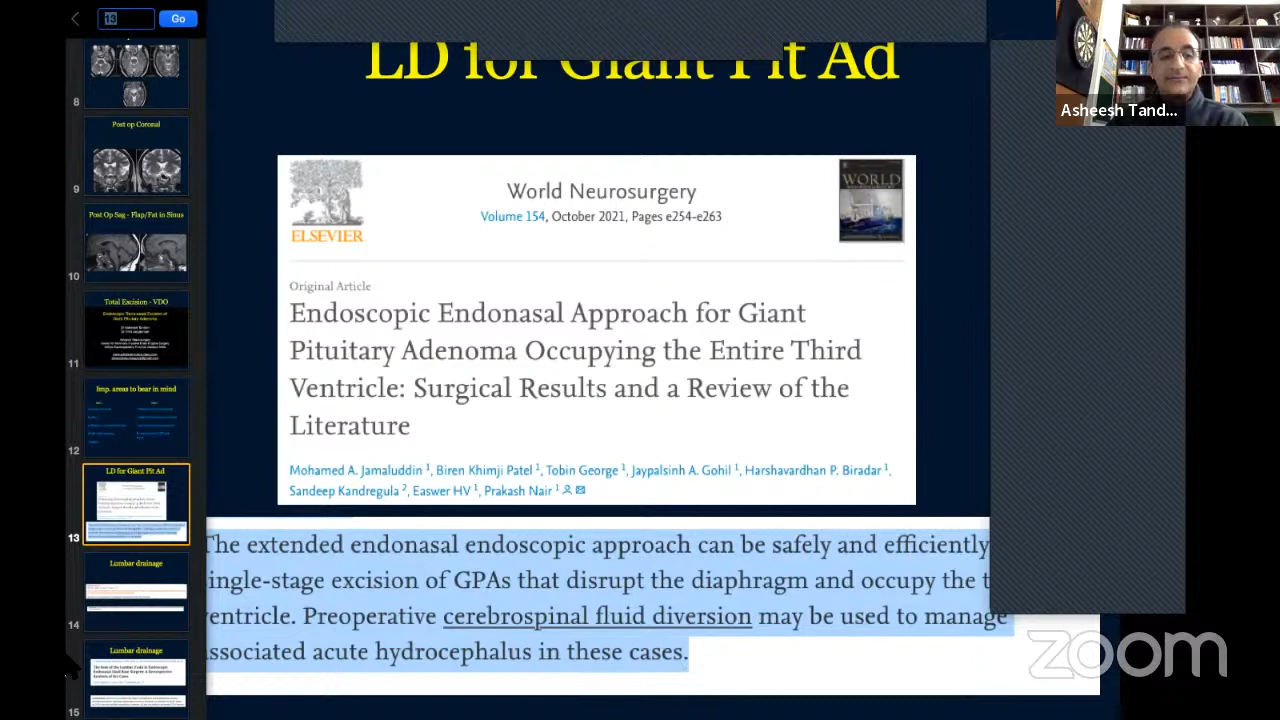 13
Go
8
Post op Coronal
9
Post Op Sag - Flap/Fat in Sinus
10
Total Excision - VDO
11
Imp. areas to bear in mind
12
LD for Giant Pit Ad
13
Lumbar drainage
14
Lumbar drainage
15
LD for Giant Pit Ad
ELSEVIER
World Neurosurgery
Volume 154, October 2021, Pages e254-e263
WORLD
Original Article
Endoscopic Endonasal Approach for Giant
Pituitary Adenoma Occupying the Entire Third
Ventricle: Surgical Results and a Review of the
Literature
Mohamed A. Jamaluddin 1, Biren Khimji Patel 1, Tobin George 1, Jaypalsinh A. Gohil 1, Harshavardhan P. Biradar 1,
Sandeep Kandregula 2, Easwer HV 1, Prakash Nair
The extended endonasal endoscopic approach can be safely and efficiently
ingle-stage excision of GPAs that disrupt the diaphragm and occupy the t
ventricle. Preoperative cerebrospinal fluid diversion may be used to manage
associated acute hydrocephalus in these cases.
Asheesh Tand...
zoom